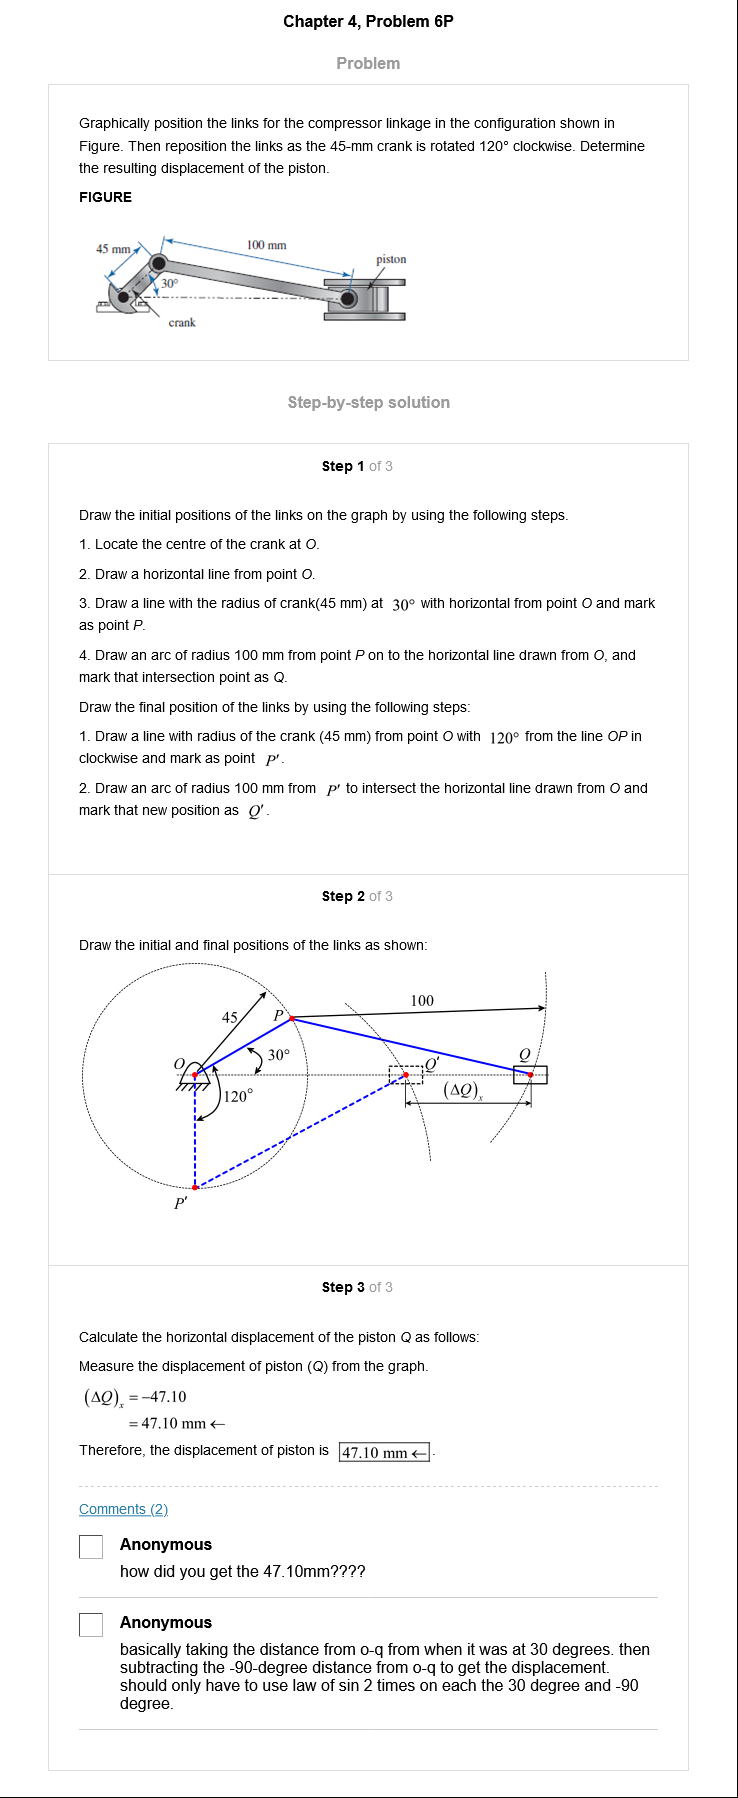 Chapter 4, Problem 6P
Problem
Graphically position the links for the compressor linkage in the configuration shown in
Figure. Then reposition the links as the 45-mm crank is rotated 120° clockwise. Determine
the resulting displacement of the piston.
FIGURE
45 mm
100 mm
piston
30°
crank
Step-by-step solution
Step 1 of 3
Draw the initial positions of the links on the graph by using the following steps.
1. Locate the centre of the crank at O.
2. Draw a horizontal line from point O.
3. Draw a line with the radius of crank(45 mm) at 30° with horizontal from point O and mark
as point P.
4. Draw an arc of radius 100 mm from point P on to the horizontal line drawn from O, and
mark that intersection point as Q.
Draw the final position of the links by using the following steps:
1. Draw a line with radius of the crank (45 mm) from point O with 120° from the line OP in
clockwise and mark as point P′.
2. Draw an arc of radius 100 mm from P′ to intersect the horizontal line drawn from O and
mark that new position as Q′.
Step 2 of 3
Draw the initial and final positions of the links as shown:
100
45
P
30°
Q
O
Q′
120°
(ΔQ)ₓ
P′
Step 3 of 3
Calculate the horizontal displacement of the piston Q as follows:
Measure the displacement of piston (Q) from the graph.
(ΔQ)ₓ = −47.10
= 47.10 mm ←
Therefore, the displacement of piston is 47.10 mm ←.
Comments (2)
Anonymous
how did you get the 47.10mm????
Anonymous
basically taking the distance from o-q from when it was at 30 degrees. then
subtracting the -90-degree distance from o-q to get the displacement.
should only have to use law of sin 2 times on each the 30 degree and -90
degree.